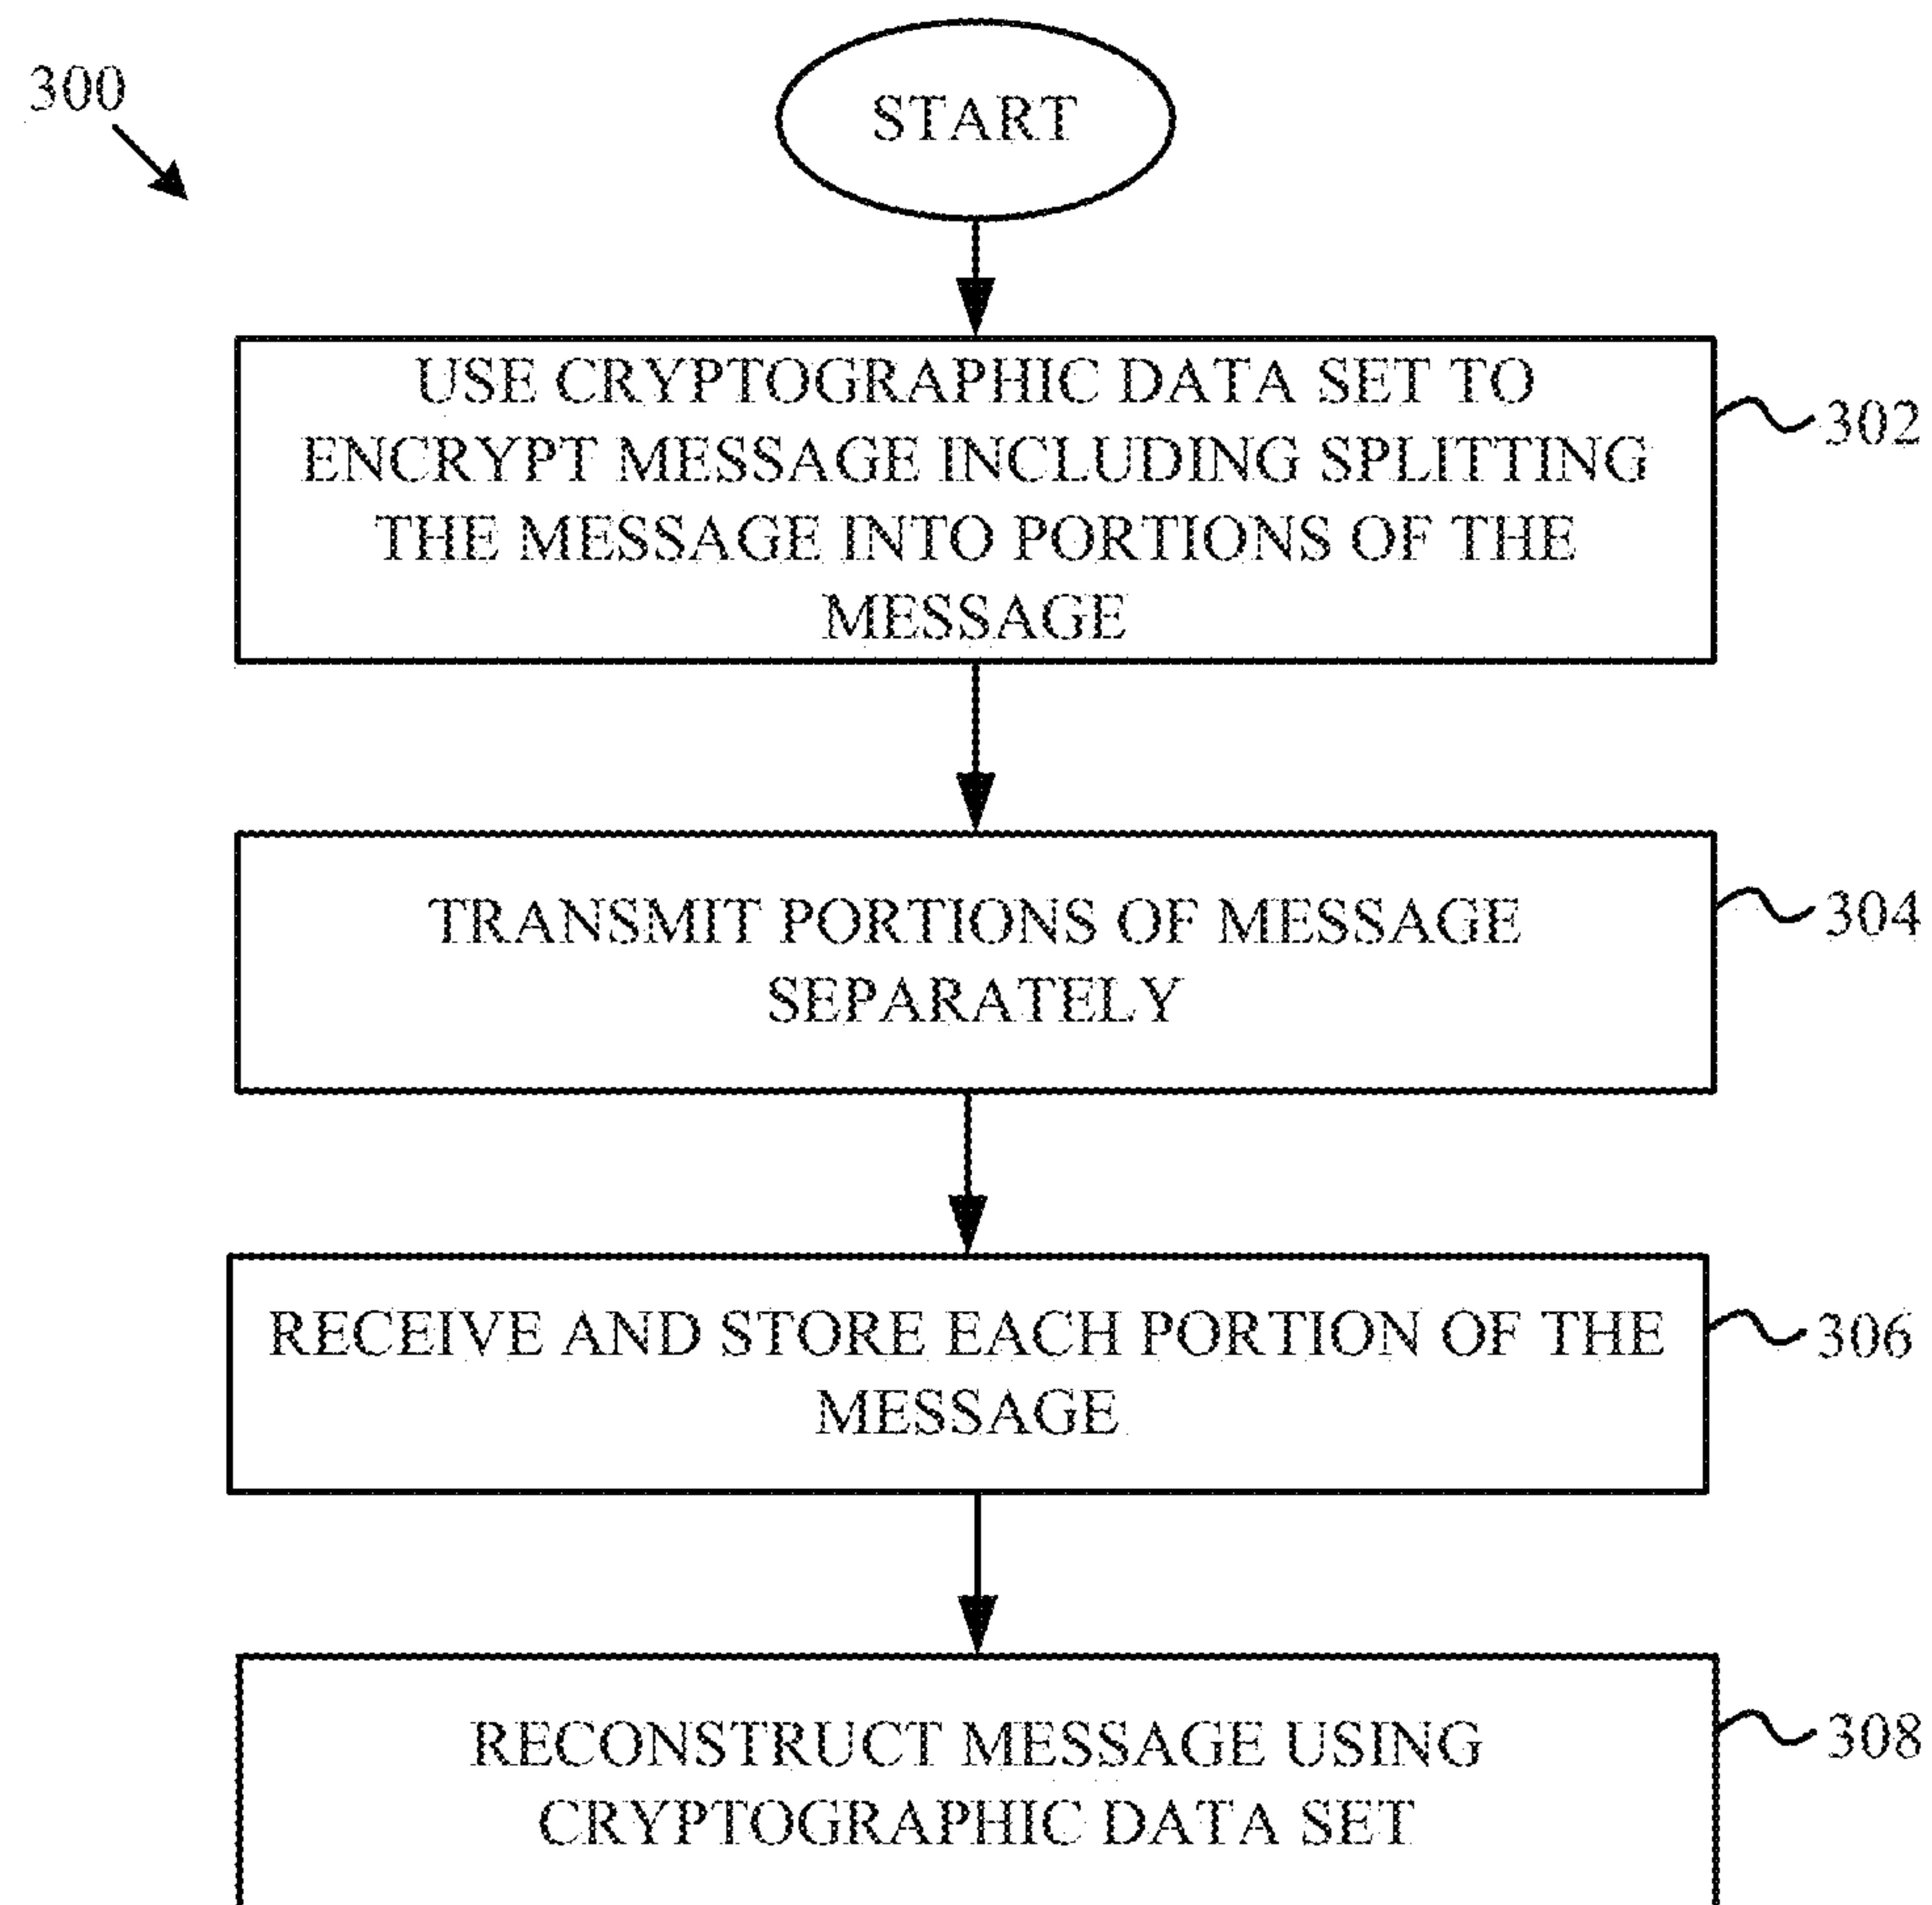 300
START
USE CRYPTOGRAPHIC DATA SET TO
ENCRYPT MESSAGE INCLUDING SPLITTING
THE MESSAGE INTO PORTIONS OF THE
MESSAGE
302
TRANSMIT PORTIONS OF MESSAGE
SEPARATELY
304
RECEIVE AND STORE EACH PORTION OF THE
MESSAGE
306
RECONSTRUCT MESSAGE USING
CRYPTOGRAPHIC DATA SET
308